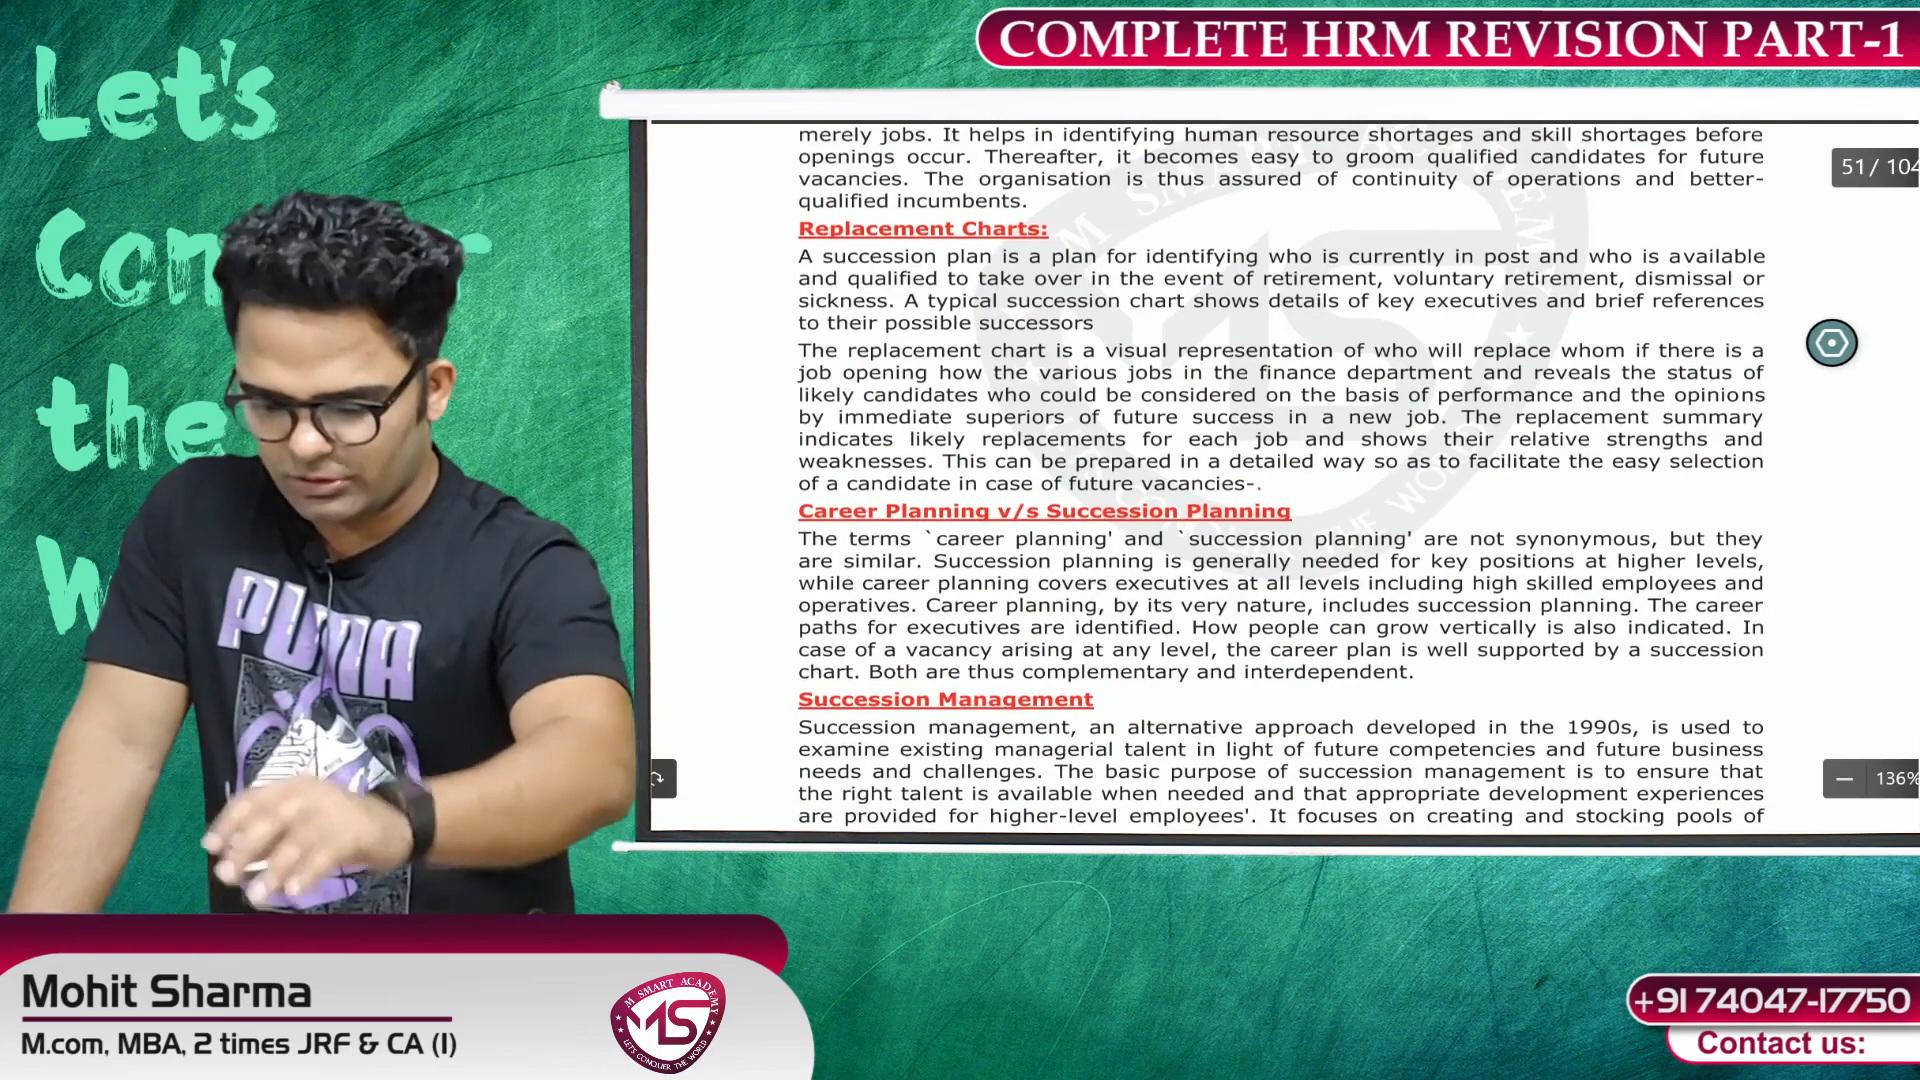 COMPLETE HRM REVISION PART-1
Let's
Con
the
W
merely jobs. It helps in identifying human resource shortages and skill shortages before
openings occur. Thereafter, it becomes easy to groom qualified candidates for future
vacancies. The organisation is thus assured of continuity of operations and better-
qualified incumbents.
51 / 104
Replacement Charts:
A succession plan is a plan for identifying who is currently in post and who is available
and qualified to take over in the event of retirement, voluntary retirement, dismissal or
sickness. A typical succession chart shows details of key executives and brief references
to their possible successors
The replacement chart is a visual representation of who will replace whom if there is a
job opening how the various jobs in the finance department and reveals the status of
likely candidates who could be considered on the basis of performance and the opinions
by immediate superiors of future success in a new job. The replacement summary
indicates likely replacements for each job and shows their relative strengths and
weaknesses. This can be prepared in a detailed way so as to facilitate the easy selection
of a candidate in case of future vacancies-.
Career Planning v/s Succession Planning
The terms `career planning' and `succession planning' are not synonymous, but they
are similar. Succession planning is generally needed for key positions at higher levels,
while career planning covers executives at all levels including high skilled employees and
operatives. Career planning, by its very nature, includes succession planning. The career
paths for executives are identified. How people can grow vertically is also indicated. In
case of a vacancy arising at any level, the career plan is well supported by a succession
chart. Both are thus complementary and interdependent.
Succession Management
Succession management, an alternative approach developed in the 1990s, is used to
examine existing managerial talent in light of future competencies and future business
needs and challenges. The basic purpose of succession management is to ensure that
the right talent is available when needed and that appropriate development experiences
are provided for higher-level employees'. It focuses on creating and stocking pools of
136%
PUMA
Mohit Sharma
M.com, MBA, 2 times JRF & CA (I)
M SMART ACADEMY
MS
LETS CONQUER THE WORLD
+91 74047-17750
Contact us: